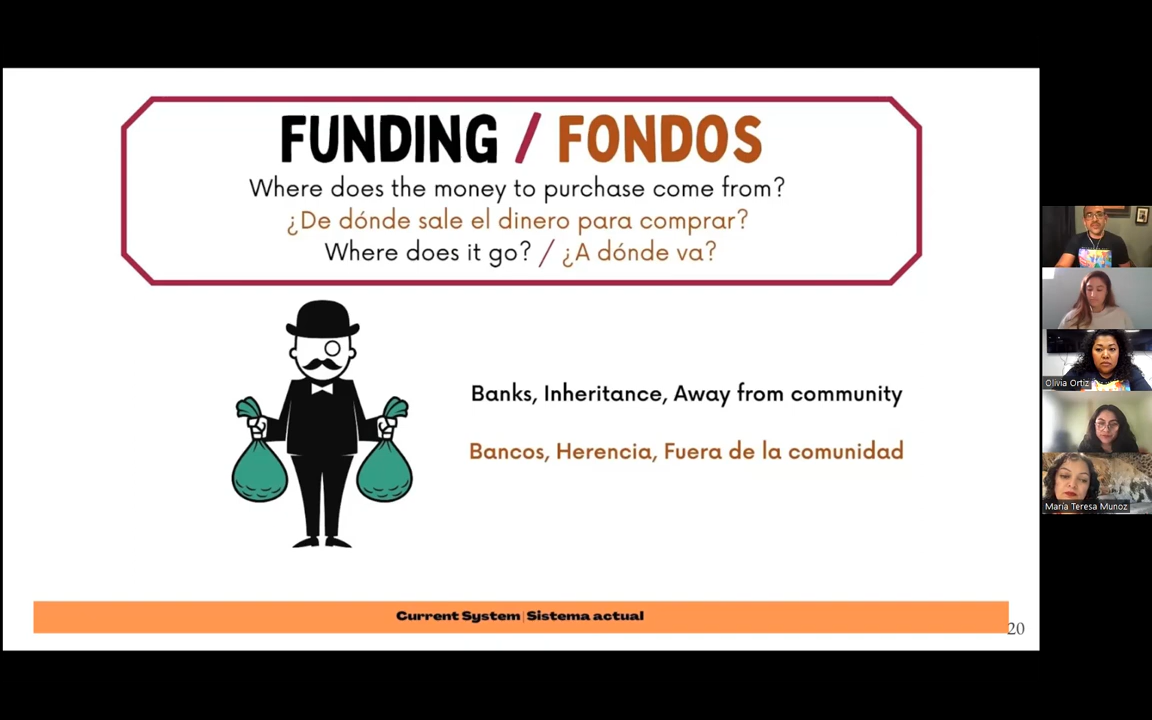 FUNDING / FONDOS
Where does the money to purchase come from?
¿De dónde sale el dinero para comprar?
Where does it go? / ¿A dónde va?
Banks, Inheritance, Away from community
Bancos, Herencia, Fuera de la comunidad
Current System | Sistema actual
20
Olivia Ortiz
María Teresa Munoz